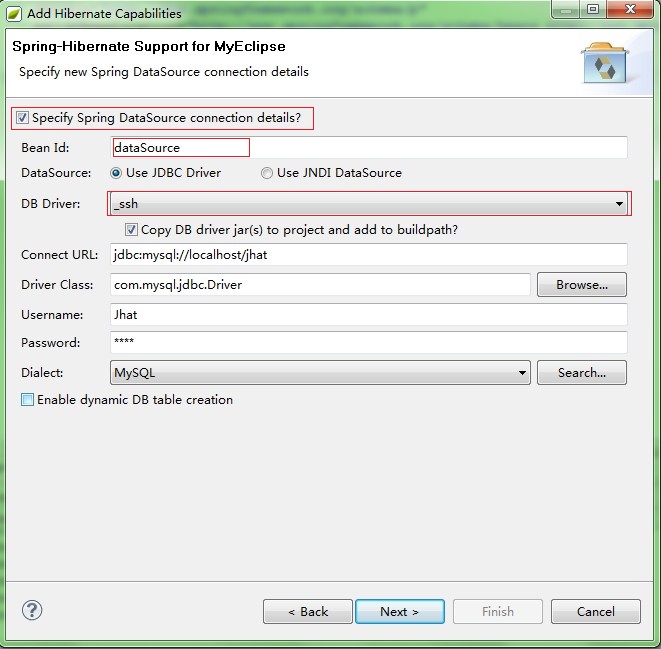 Add Hibernate Capabilities
Spring-Hibernate Support for MyEclipse
Specify new Spring DataSource connection details
Specify Spring DataSource connection details?
Bean Id: dataSource
DataSource: Use JDBC Driver Use JNDI DataSource
DB Driver: _ssh
Copy DB driver jar(s) to project and add to buildpath?
Connect URL: jdbc:mysql://localhost/jhat
Driver Class: com.mysql.jdbc.Driver Browse...
Username: Jhat
Password: ****
Dialect: MySQL Search...
Enable dynamic DB table creation
? < Back Next > Finish Cancel